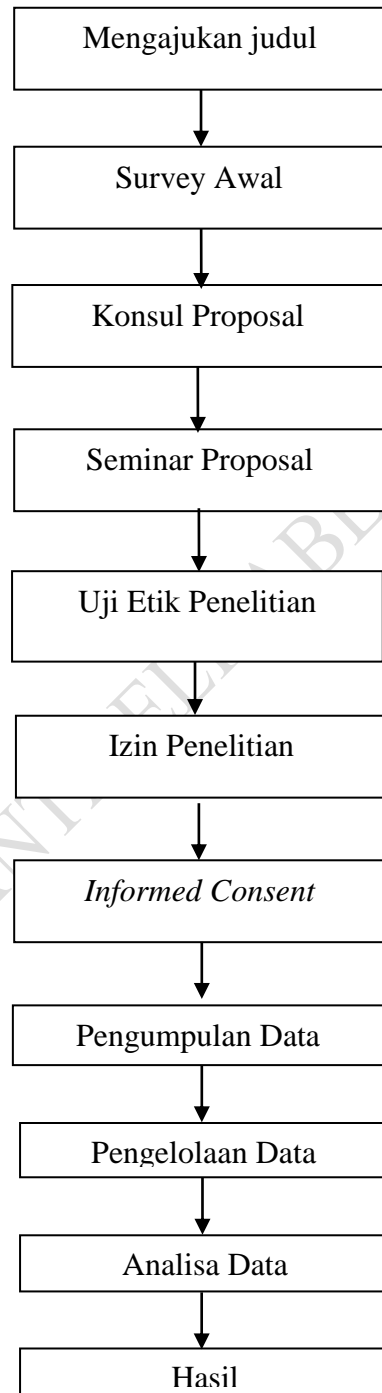 Mengajukan judul
Survey Awal
Konsul Proposal
Seminar Proposal
Uji Etik Penelitian
Izin Penelitian
Informed Consent
Pengumpulan Data
Pengelolaan Data
Analisa Data
Hasil